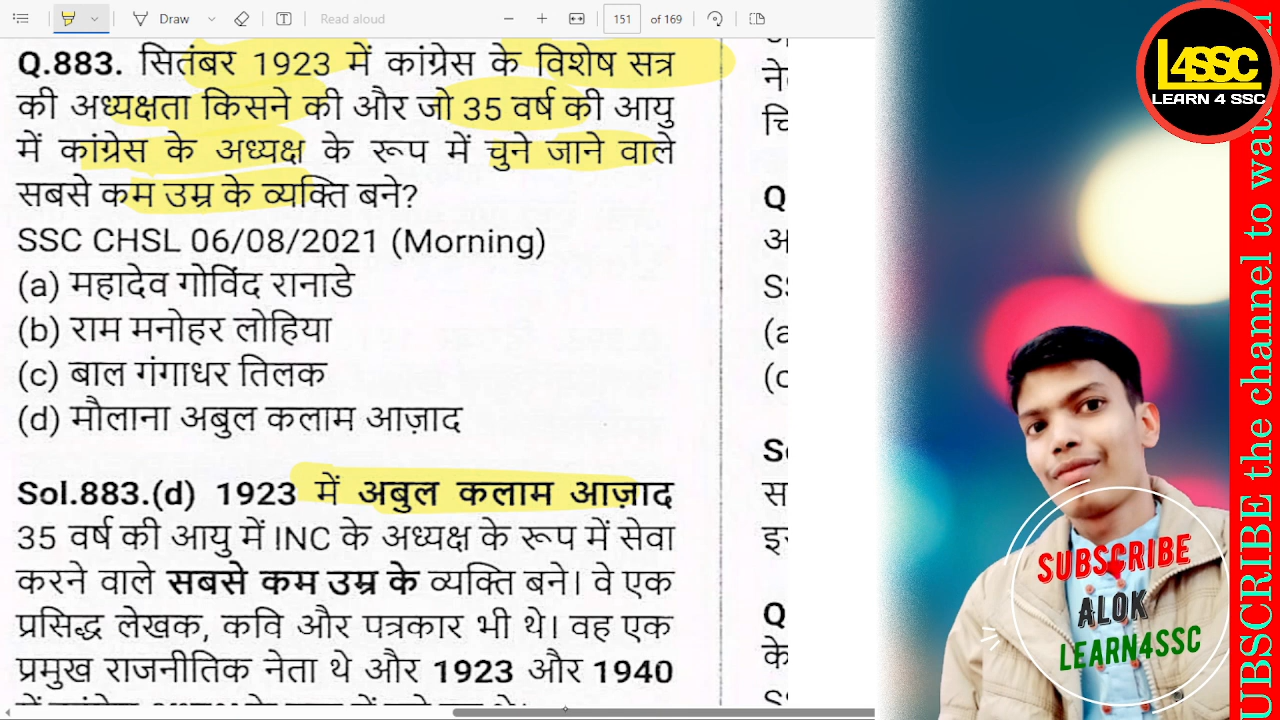 Read aloud
Draw
151
of 169
Q.883. सितंबर 1923 में कांग्रेस के विशेष सत्र
की अध्यक्षता किसने की और जो 35 वर्ष की आयु
में कांग्रेस के अध्यक्ष के रूप में चुने जाने वाले
सबसे कम उम्र के व्यक्ति बने?
SSC CHSL 06/08/2021 (Morning)
(a) महादेव गोविंद रानाडे
(b) राम मनोहर लोहिया
(c) बाल गंगाधर तिलक
(d) मौलाना अबुल कलाम आज़ाद
Sol.883.(d) 1923 में अबुल कलाम आज़ाद
35 वर्ष की आयु में INC के अध्यक्ष के रूप में सेवा
करने वाले सबसे कम उम्र के व्यक्ति बने। वे एक
प्रसिद्ध लेखक, कवि और पत्रकार भी थे। वह एक
प्रमुख राजनीतिक नेता थे और 1923 और 1940
Q
(a
(c
Q
L4SSC
LEARN 4 SSC
SUBSCRIBE
ALOK
LEARN4SSC
UBSCRIBE the channel to wat